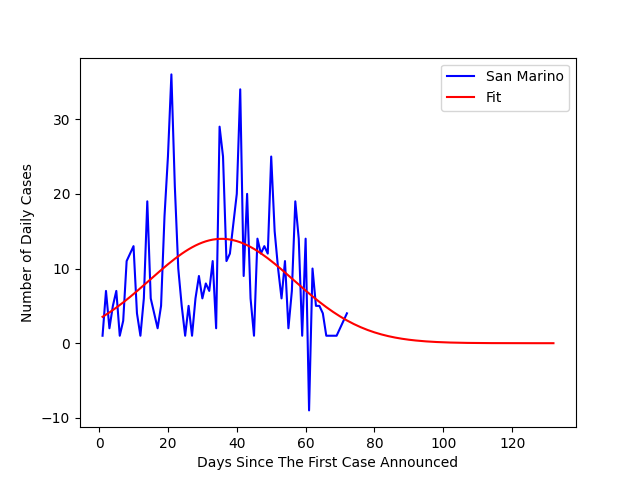 San Marino
Fit
Number of Daily Cases
30
20
10
0
−10
0 20 40 60 80 100 120
Days Since The First Case Announced